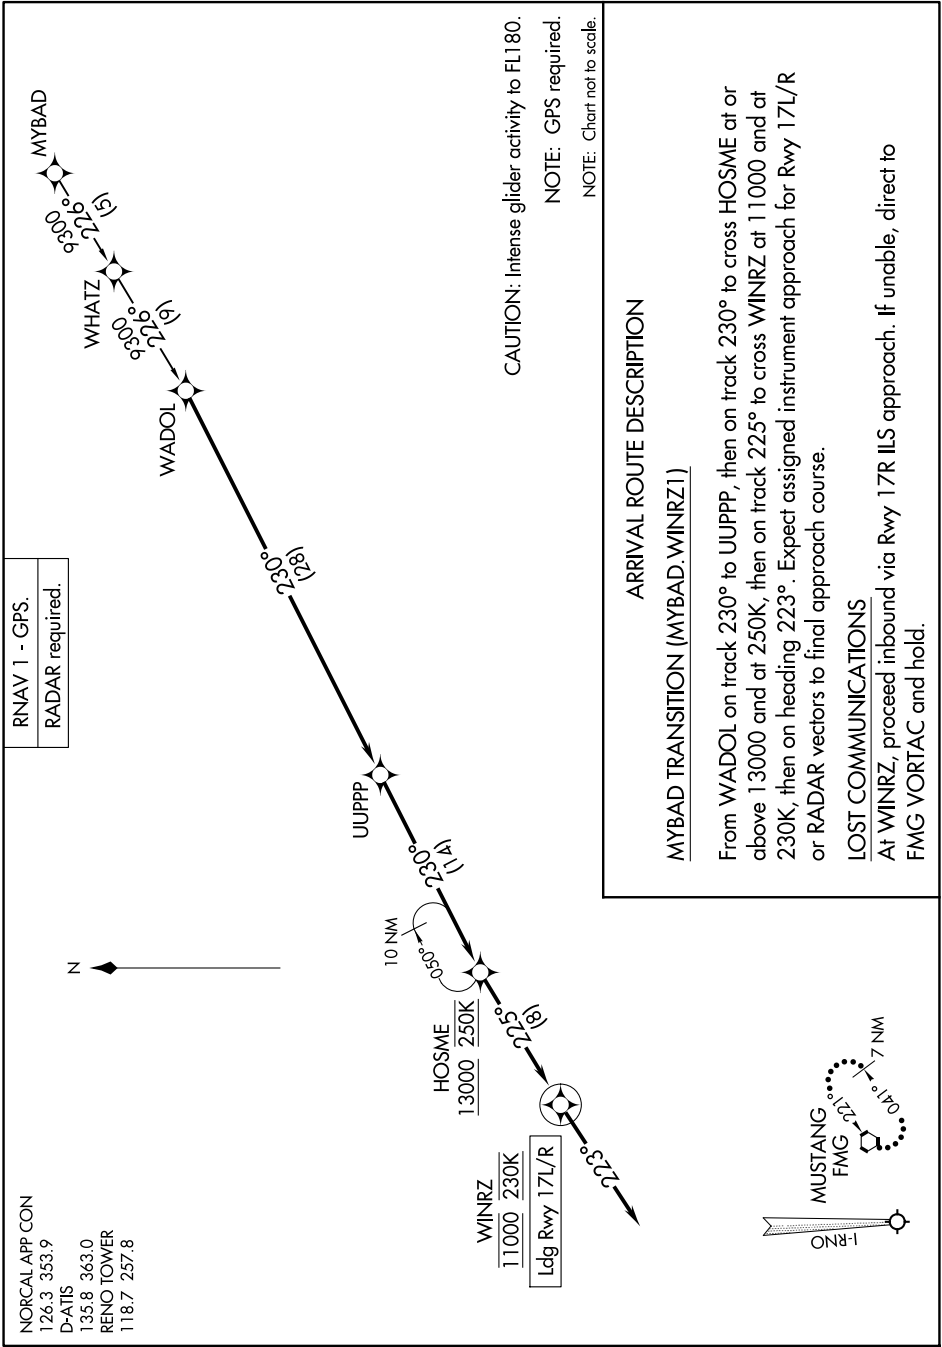 NORCAL APP CON
126.3 353.9
D-ATIS
135.8 363.0
RENO TOWER
118.7 257.8
RNAV 1 - GPS.
RADAR required.
N
MYBAD
9300
226°
(5)
WHATZ
9300
226°
(9)
WADOL
230°
(28)
UUPPP
230°
(14)
10 NM
050°
HOSME
13000 250K
225°
(8)
WINRZ
11000 230K
Ldg Rwy 17L/R
223°
CAUTION: Intense glider activity to FL180.
NOTE: GPS required.
NOTE: Chart not to scale.
I-RNO
MUSTANG
FMG
221°
041°
7 NM
ARRIVAL ROUTE DESCRIPTION
MYBAD TRANSITION (MYBAD.WINRZ1)
From WADOL on track 230° to UUPPP, then on track 230° to cross HOSME at or
above 13000 and at 250K, then on track 225° to cross WINRZ at 11000 and at
230K, then on heading 223°. Expect assigned instrument approach for Rwy 17L/R
or RADAR vectors to final approach course.
LOST COMMUNICATIONS
At WINRZ, proceed inbound via Rwy 17R ILS approach. If unable, direct to
FMG VORTAC and hold.